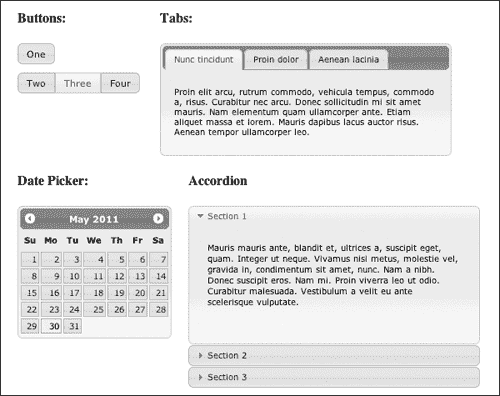 Buttons:
Tabs:
One
Two Three Four
Nunc tincidunt Proin dolor Aenean lacinia
Proin elit arcu, rutrum commodo, vehicula tempus, commodo
a, risus. Curabitur nec arcu. Donec sollicitudin mi sit amet
mauris. Nam elementum quam ullamcorper ante. Etiam
aliquet massa et lorem. Mauris dapibus lacus auctor risus.
Aenean tempor ullamcorper leo.
Date Picker:
May 2011
Su Mo Tu We Th Fr Sa
1 2 3 4 5 6 7
8 9 10 11 12 13 14
15 16 17 18 19 20 21
22 23 24 25 26 27 28
29 30 31
Accordion
Section 1
Mauris mauris ante, blandit et, ultrices a, suscipit eget,
quam. Integer ut neque. Vivamus nisi metus, molestie vel,
gravida in, condimentum sit amet, nunc. Nam a nibh.
Donec suscipit eros. Nam mi. Proin viverra leo ut odio.
Curabitur malesuada. Vestibulum a velit eu ante
scelerisque vulputate.
Section 2
Section 3